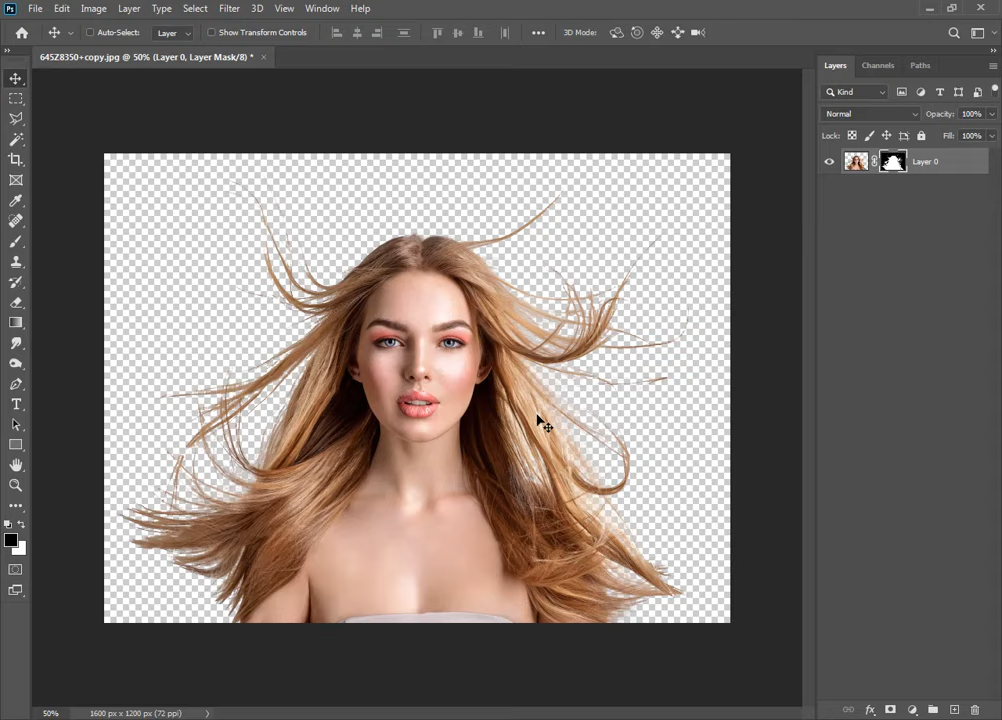 Ps File Edit Image Layer Type Select Filter 3D View Window Help
Auto-Select: Layer Show Transform Controls 3D Mode:
645Z8350+copy.jpg @ 50% (Layer 0, Layer Mask/8) * ×
Layers Channels Paths
Kind
Normal Opacity: 100%
Lock: Fill: 100%
Layer 0
50% 1600 px x 1200 px (72 ppi)